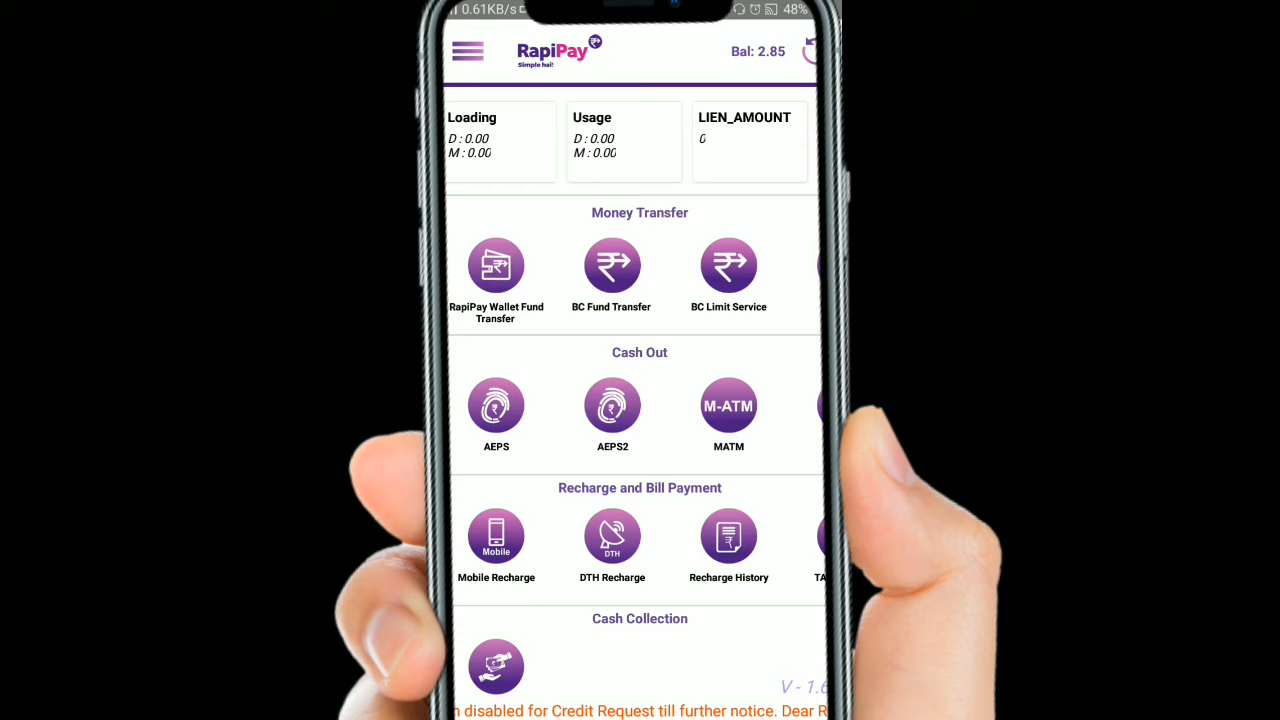 0.61KB/s
48%
RapiPay
Simple hai!
Bal: 2.85
Loading
D : 0.00
M : 0.00
Usage
D : 0.00
M : 0.00
LIEN_AMOUNT
0
Money Transfer
RapiPay Wallet Fund
Transfer
BC Fund Transfer
BC Limit Service
Cash Out
M-ATM
AEPS
AEPS2
MATM
Recharge and Bill Payment
Mobile
DTH
Mobile Recharge
DTH Recharge
Recharge History
TA
Cash Collection
V - 1.6
disabled for Credit Request till further notice. Dear R